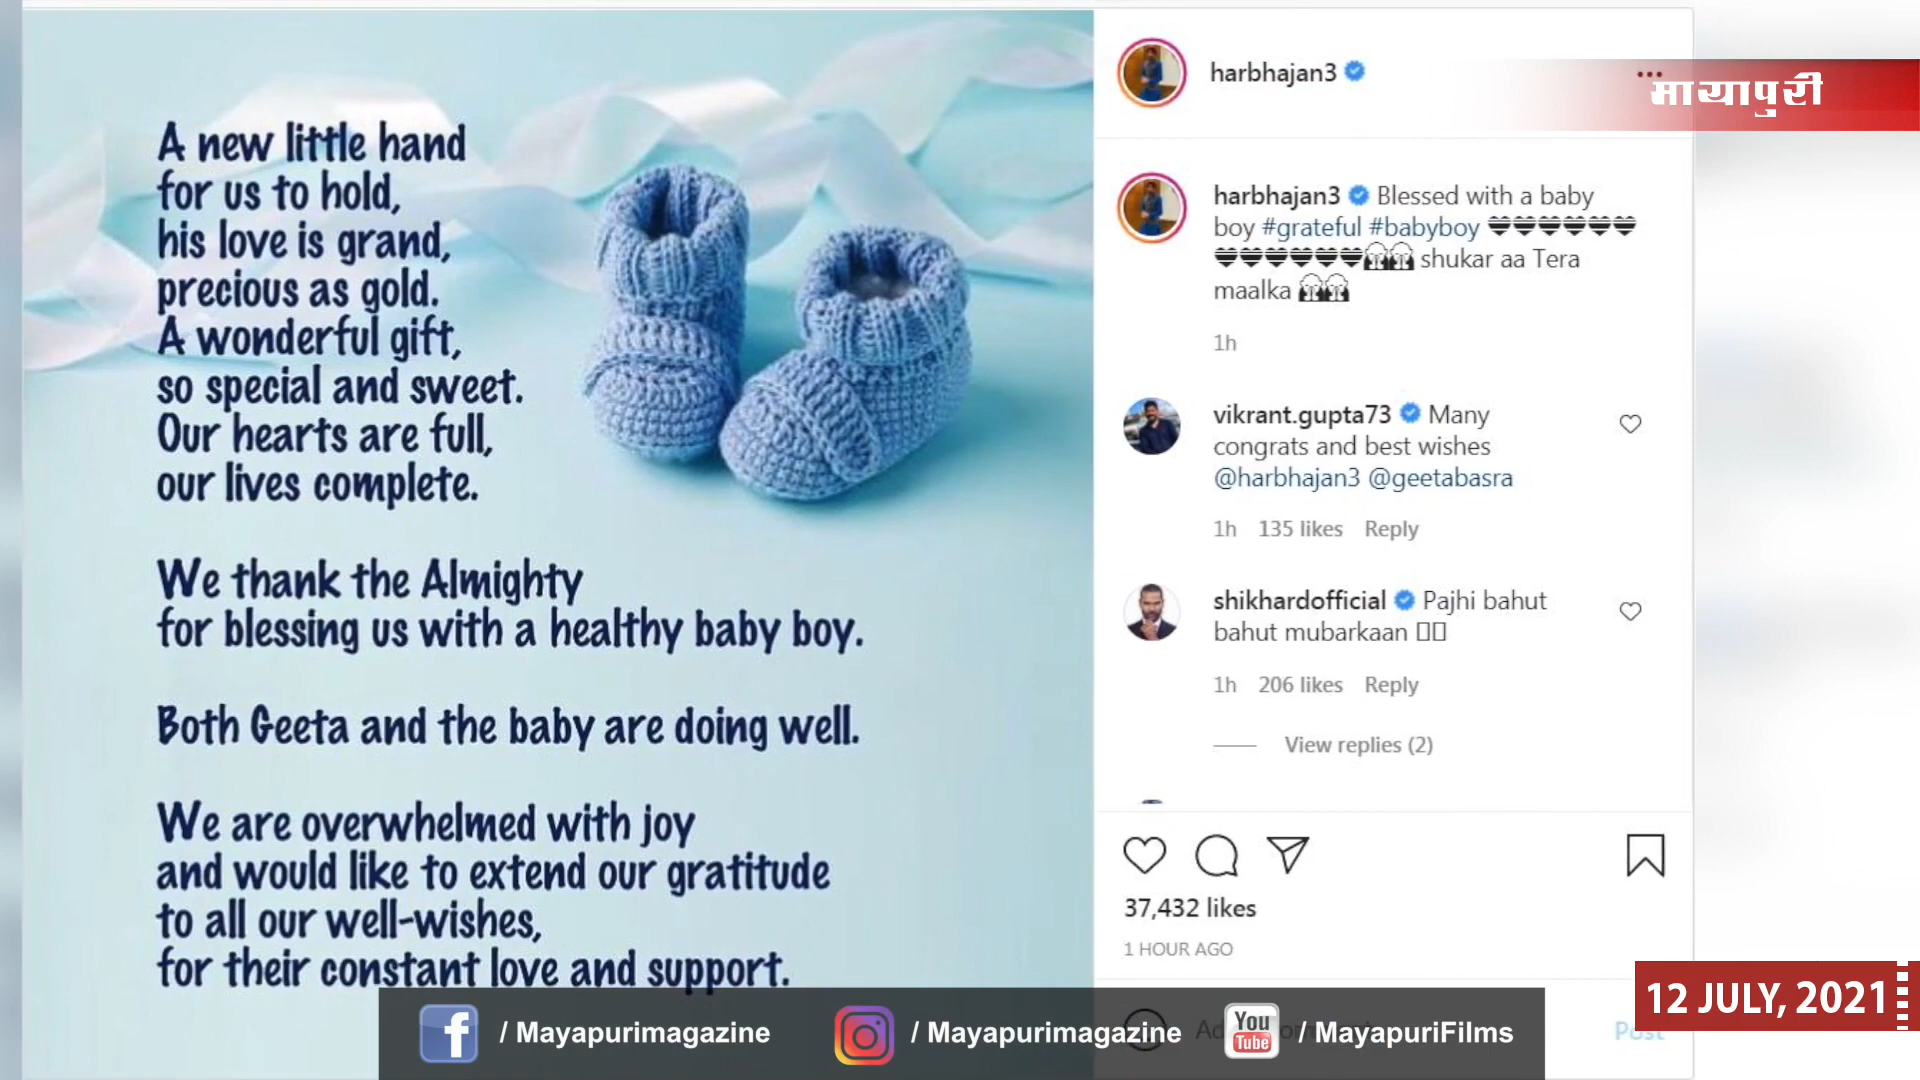 A new little hand
for us to hold,
his love is grand,
precious as gold.
A wonderful gift,
so special and sweet.
Our hearts are full,
our lives complete.
We thank the Almighty
for blessing us with a healthy baby boy.
Both Geeta and the baby are doing well.
We are overwhelmed with joy
and would like to extend our gratitude
to all our well-wishes,
for their constant love and support.
harbhajan3
मायापुरी
harbhajan3 Blessed with a baby
boy #grateful #babyboy 🖤🖤🖤🖤🖤🖤
🖤🖤🖤🖤🖤🖤 shukar aa Tera
maalka
1h
vikrant.gupta73 Many
congrats and best wishes
@harbhajan3 @geetabasra
1h 135 likes Reply
shikhardofficial Pajhi bahut
bahut mubarkaan
1h 206 likes Reply
View replies (2)
37,432 likes
1 HOUR AGO
Post
12 JULY, 2021
f / Mayapurimagazine
/ Mayapurimagazine
You Tube / MayapuriFilms